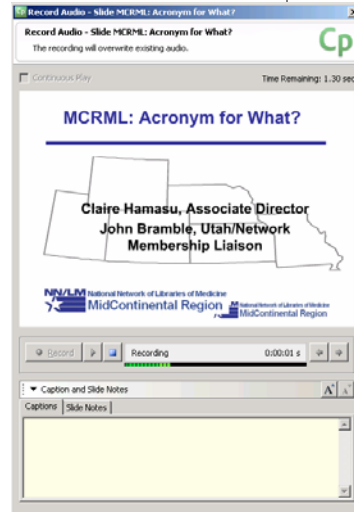 Cp Record Audio - Slide MCRML: Acronym for What?
Record Audio - Slide MCRML: Acronym for What?
The recording will overwrite existing audio.
Cp
Continuous Play
Time Remaining: 1.30 sec
MCRML: Acronym for What?
Claire Hamasu, Associate Director
John Bramble, Utah/Network
Membership Liaison
NN/LM National Network of Libraries of Medicine
MidContinental Region
National Network of Libraries of Medicine
MidContinental Region
Record
Recording
0:00:01 s
Caption and Slide Notes
A A
Captions
Slide Notes